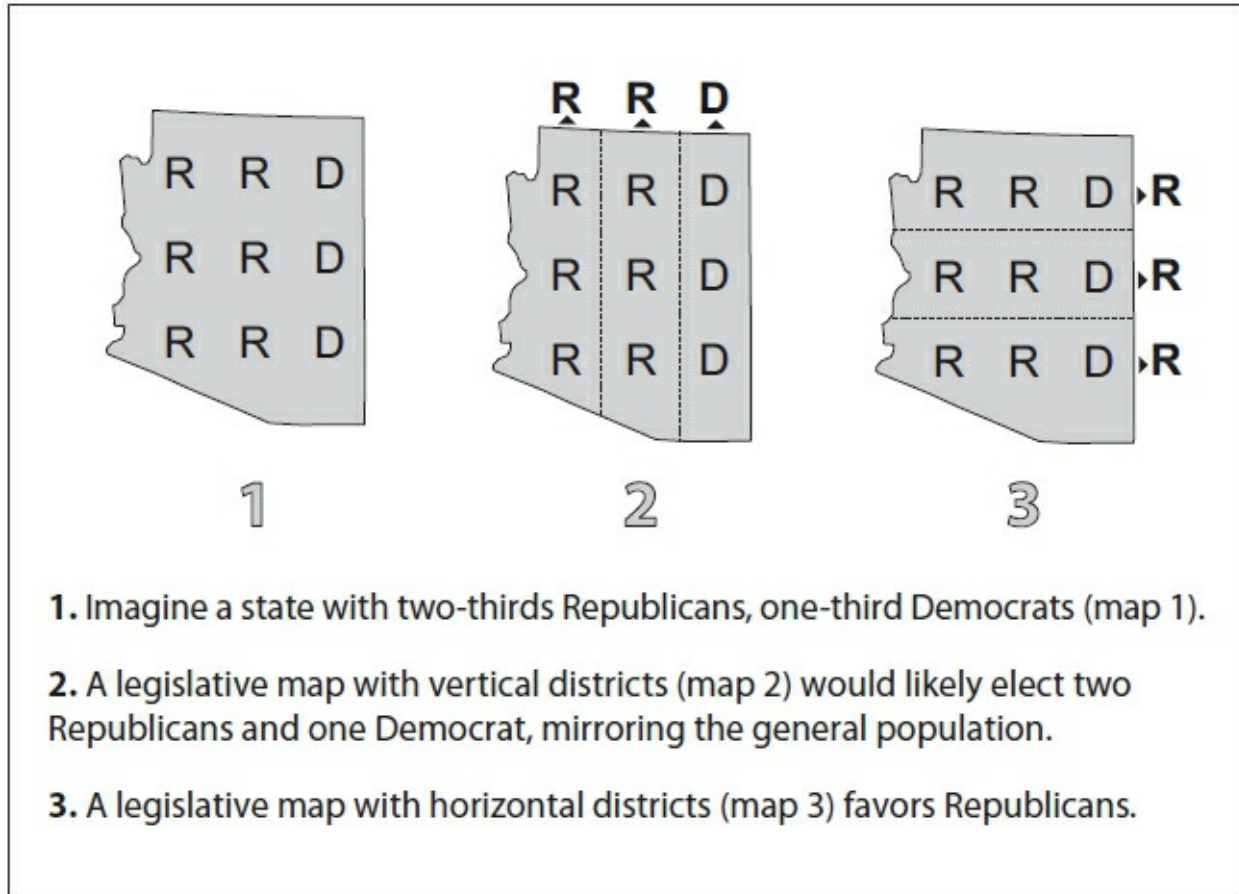 R R D
R R D
R R D
1
R R D
R R D
R R D
R R D
2
R R D R
R R D R
R R D R
3
1. Imagine a state with two-thirds Republicans, one-third Democrats (map 1).
2. A legislative map with vertical districts (map 2) would likely elect two
Republicans and one Democrat, mirroring the general population.
3. A legislative map with horizontal districts (map 3) favors Republicans.